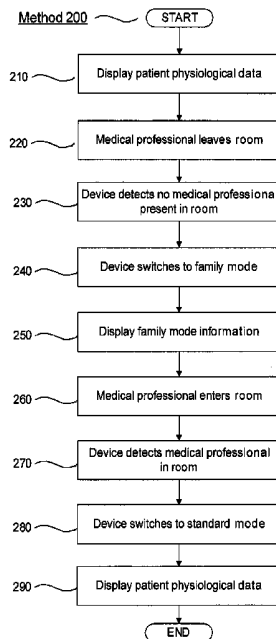 Method 200
START
210
Display patient physiological data
220
Medical professional leaves room
230
Device detects no medical professional
present in room
240
Device switches to family mode
250
Display family mode information
260
Medical professional enters room
270
Device detects medical professional
in room
280
Device switches to standard mode
290
Display patient physiological data
END